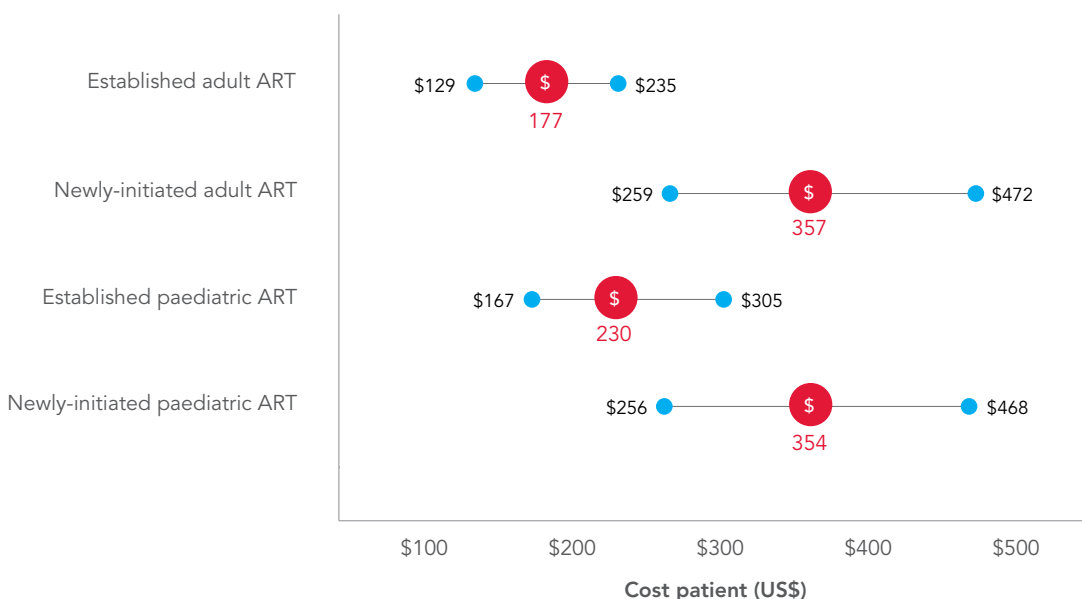 Established adult ART
$129
$
$235
177
Newly-initiated adult ART
$259
$
$472
357
Established paediatric ART
$167
$
$305
230
Newly-initiated paediatric ART
$256
$
$468
354
$100 $200 $300 $400 $500
Cost patient (US$)